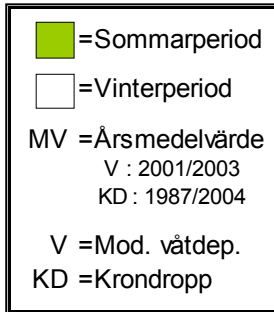 =Sommarperiod
=Vinterperiod
MV =Årsmedelvärde
V : 2001/2003
KD : 1987/2004
V =Mod. våtdep.
KD =Krondropp